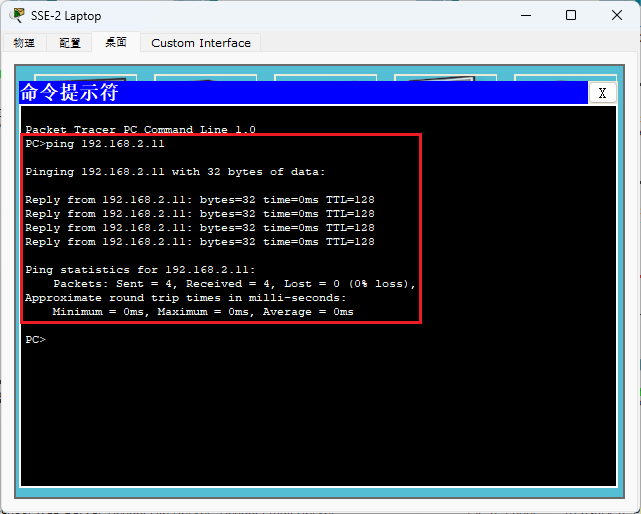 SSE-2 Laptop
物理 配置 桌面 Custom Interface
命令提示符 X
Packet Tracer PC Command Line 1.0
PC>ping 192.168.2.11
Pinging 192.168.2.11 with 32 bytes of data:
Reply from 192.168.2.11: bytes=32 time=0ms TTL=128
Reply from 192.168.2.11: bytes=32 time=0ms TTL=128
Reply from 192.168.2.11: bytes=32 time=0ms TTL=128
Reply from 192.168.2.11: bytes=32 time=0ms TTL=128
Ping statistics for 192.168.2.11:
Packets: Sent = 4, Received = 4, Lost = 0 (0% loss),
Approximate round trip times in milli-seconds:
Minimum = 0ms, Maximum = 0ms, Average = 0ms
PC>